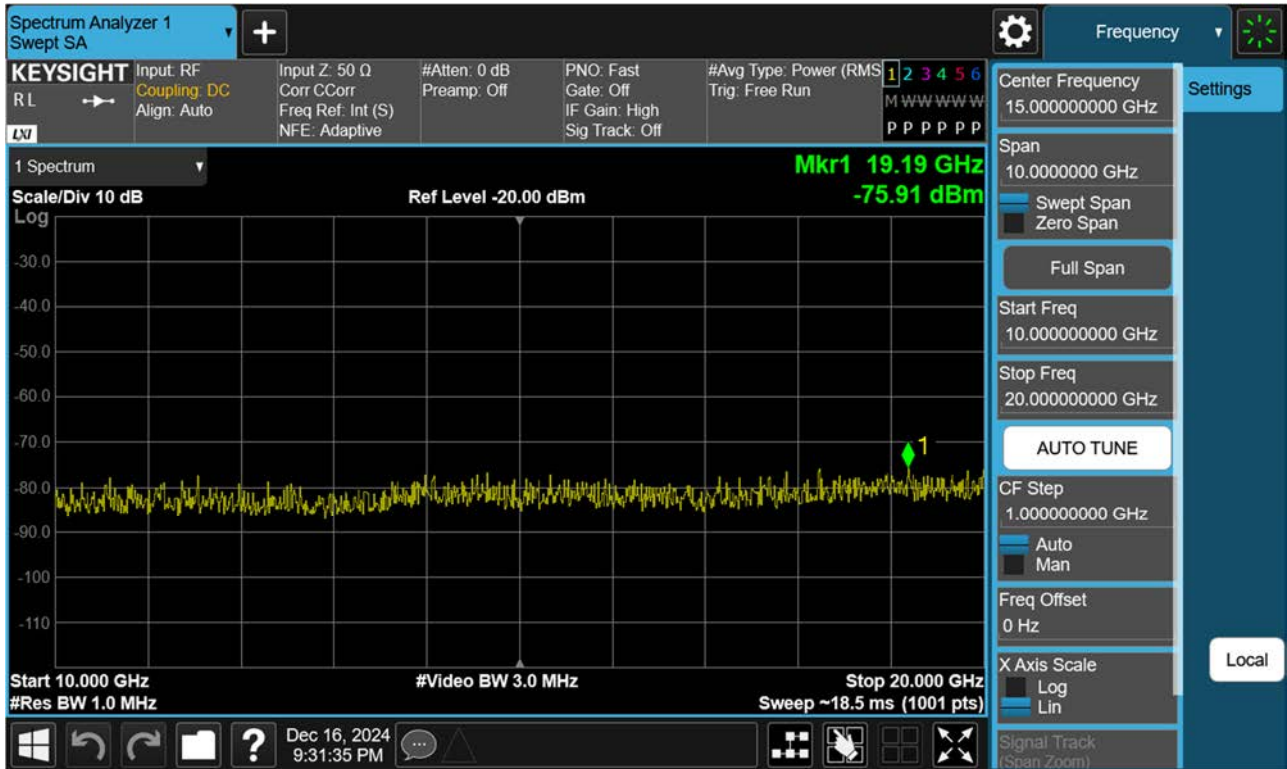 Spectrum Analyzer 1
Swept SA
+
Frequency
KEYSIGHT
RL
LXI
Input: RF
Coupling: DC
Align: Auto
Input Z: 50 Ω
Corr CCorr
Freq Ref: Int (S)
NFE: Adaptive
#Atten: 0 dB
Preamp: Off
PNO: Fast
Gate: Off
IF Gain: High
Sig Track: Off
#Avg Type: Power (RMS
Trig: Free Run
1 2 3 4 5 6
M W W W W W
P P P P P P
1 Spectrum
Mkr1 19.19 GHz
-75.91 dBm
Scale/Div 10 dB
Ref Level -20.00 dBm
Log
-30.0
-40.0
-50.0
-60.0
-70.0
-80.0
-90.0
-100
-110
1
Start 10.000 GHz
#Video BW 3.0 MHz
Stop 20.000 GHz
#Res BW 1.0 MHz
Sweep ~18.5 ms (1001 pts)
?
Dec 16, 2024
9:31:35 PM
Center Frequency
15.000000000 GHz
Span
10.0000000 GHz
Swept Span
Zero Span
Full Span
Start Freq
10.000000000 GHz
Stop Freq
20.000000000 GHz
AUTO TUNE
CF Step
1.000000000 GHz
Auto
Man
Freq Offset
0 Hz
X Axis Scale
Log
Lin
Signal Track
(Span Zoom)
Settings
Local